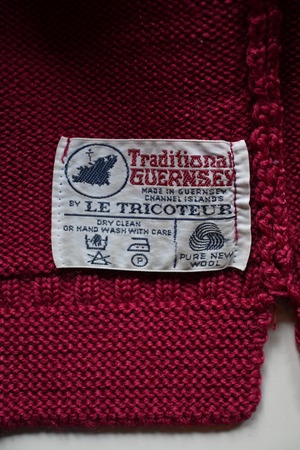 Traditional
GUERNSEY
MADE IN GUERNSEY
CHANNEL ISLAND'S
BY LE TRICOTEUR
DRY CLEAN
OR HAND WASH WITH CARE
P
PURE NEW
WOOL